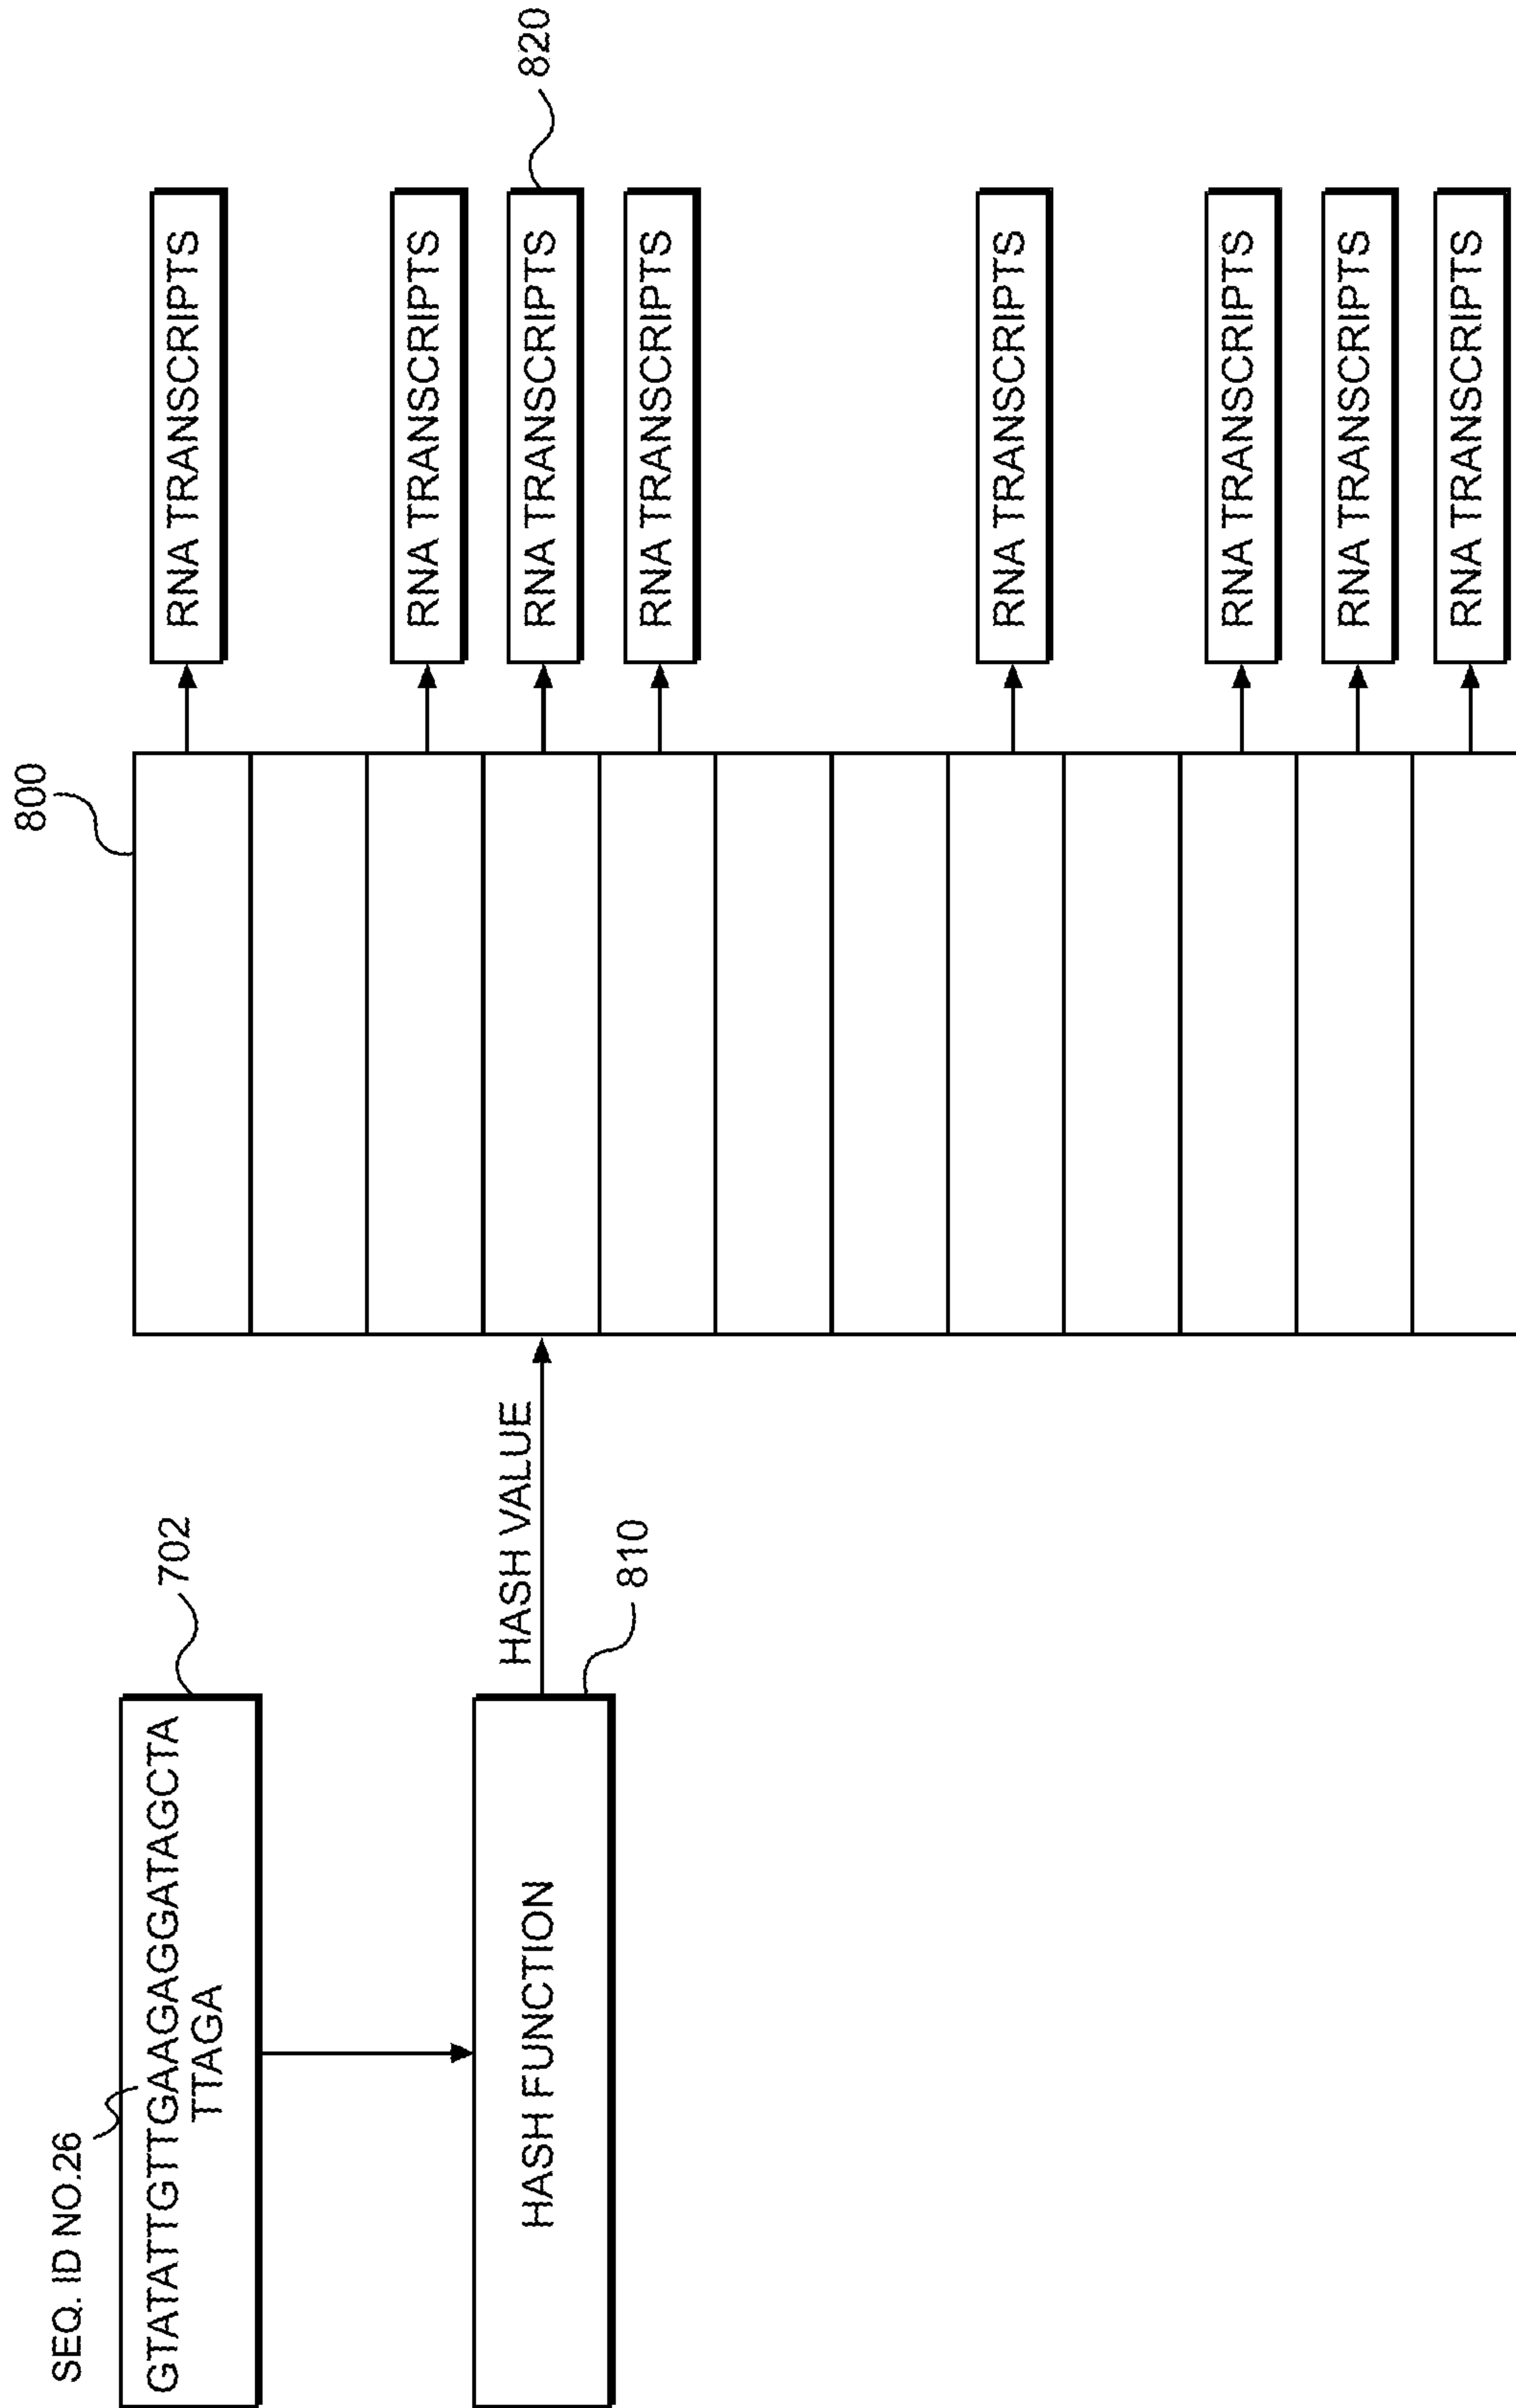 SEQ. ID NO.26
GTATATTGTTGAAGAGGATAGCTA
TTAGA
702
HASH FUNCTION
810
HASH VALUE
800
RNA TRANSCRIPTS
RNA TRANSCRIPTS
RNA TRANSCRIPTS
820
RNA TRANSCRIPTS
RNA TRANSCRIPTS
RNA TRANSCRIPTS
RNA TRANSCRIPTS
RNA TRANSCRIPTS